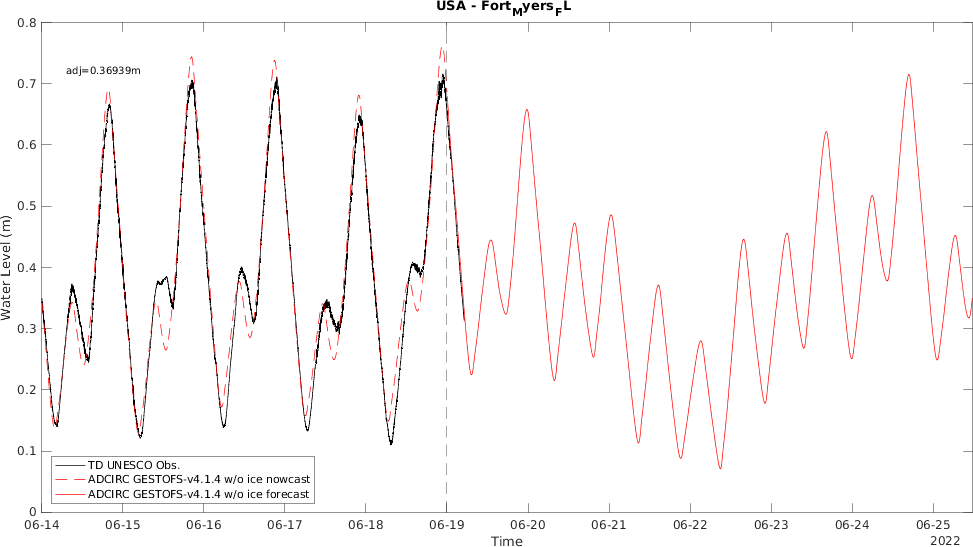 USA - Fort_Myers_FL
0.8
adj=0.36939m
0.7
0.6
0.5
Water Level (m)
0.4
0.3
0.2
0.1
0
TD UNESCO Obs.
ADCIRC GESTOFS-v4.1.4 w/o ice nowcast
ADCIRC GESTOFS-v4.1.4 w/o ice forecast
06-14 06-15 06-16 06-17 06-18 06-19 06-20 06-21 06-22 06-23 06-24 06-25
Time
2022